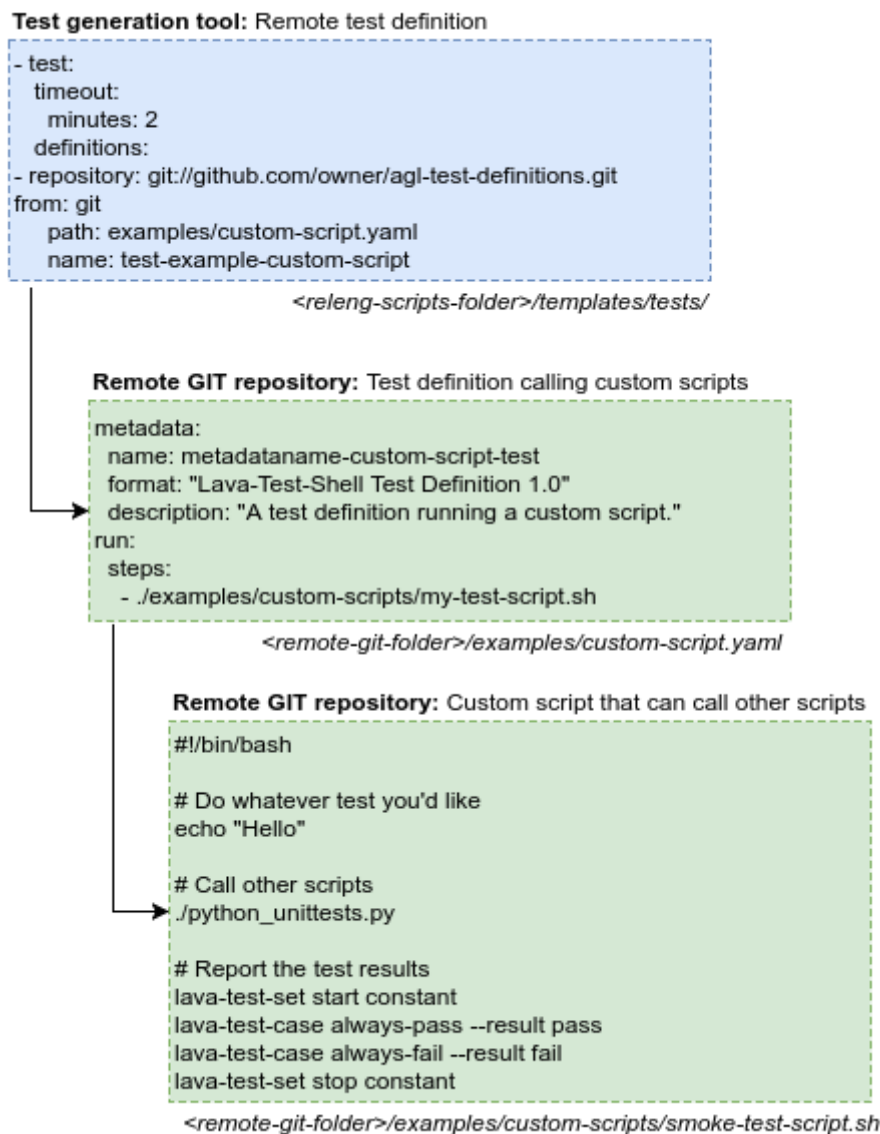 Test generation tool: Remote test definition
- test:
timeout:
minutes: 2
definitions:
- repository: git://github.com/owner/agl-test-definitions.git
from: git
path: examples/custom-script.yaml
name: test-example-custom-script
<releng-scripts-folder>/templates/tests/
Remote GIT repository: Test definition calling custom scripts
metadata:
name: metadataname-custom-script-test
format: "Lava-Test-Shell Test Definition 1.0"
description: "A test definition running a custom script."
run:
steps:
- ./examples/custom-scripts/my-test-script.sh
<remote-git-folder>/examples/custom-script.yaml
Remote GIT repository: Custom script that can call other scripts
#!/bin/bash
# Do whatever test you'd like
echo "Hello"
# Call other scripts
./python_unittests.py
# Report the test results
lava-test-set start constant
lava-test-case always-pass --result pass
lava-test-case always-fail --result fail
lava-test-set stop constant
<remote-git-folder>/examples/custom-scripts/smoke-test-script.sh